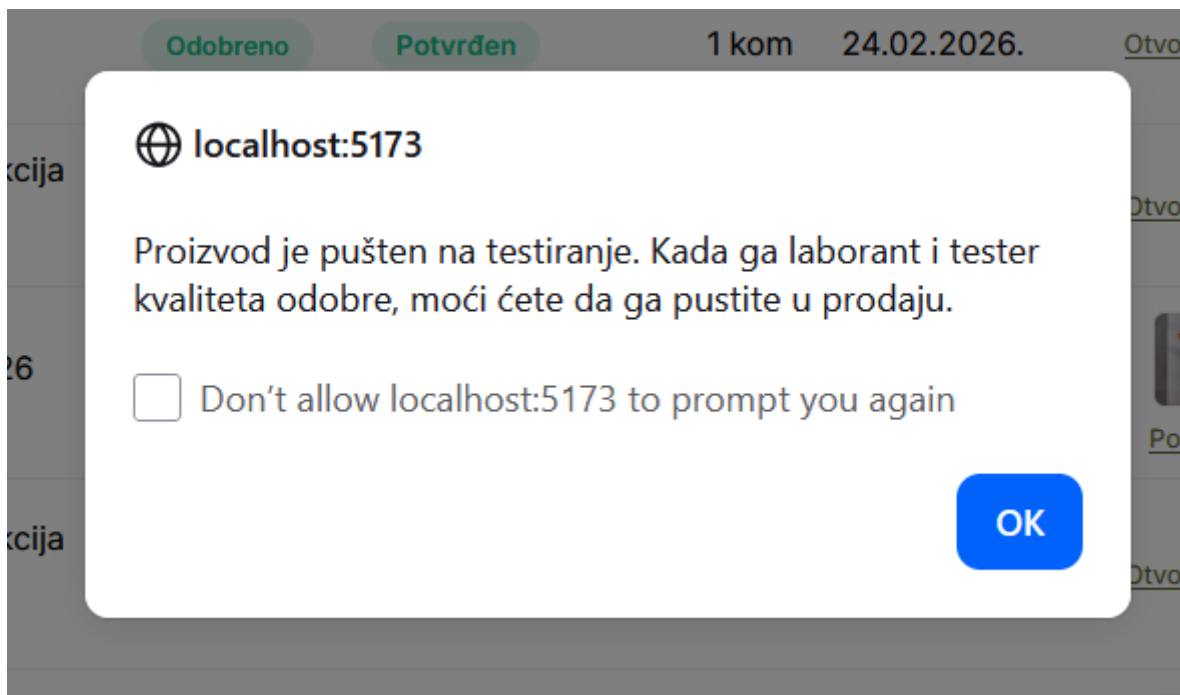 Odobreno Potvrđen 1 kom 24.02.2026.
localhost:5173
Proizvod je pušten na testiranje. Kada ga laborant i tester
kvaliteta odobre, moći ćete da ga pustite u prodaju.
Don’t allow localhost:5173 to prompt you again
OK